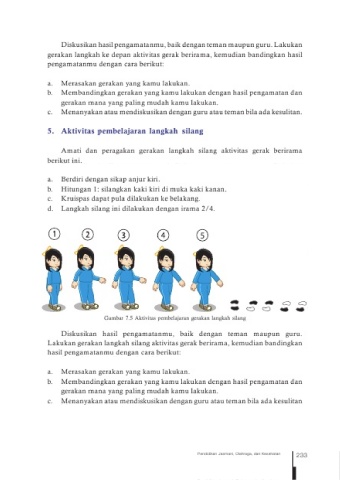 Diskusikan hasil pengamatanmu, baik dengan teman maupun guru. Lakukan
gerakan langkah ke depan aktivitas gerak berirama, kemudian bandingkan hasil
pengamatanmu dengan cara berikut:
a. Merasakan gerakan yang kamu lakukan.
b. Membandingkan gerakan yang kamu lakukan dengan hasil pengamatan dan
gerakan mana yang paling mudah kamu lakukan.
c. Menanyakan atau mendiskusikan dengan guru atau teman bila ada kesulitan.
5. Aktivitas pembelajaran langkah silang
Amati dan peragakan gerakan langkah silang aktivitas gerak berirama
berikut ini.
a. Berdiri dengan sikap anjur kiri.
b. Hitungan 1: silangkan kaki kiri di muka kaki kanan.
c. Kruispas dapat pula dilakukan ke belakang.
d. Langkah silang ini dilakukan dengan irama 2/4.
1 2 3 4 5
Gambar 7.5 Aktivitas pembelajaran gerakan langkah silang
Diskusikan hasil pengamatanmu, baik dengan teman maupun guru.
Lakukan gerakan langkah silang aktivitas gerak berirama, kemudian bandingkan
hasil pengamatanmu dengan cara berikut:
a. Merasakan gerakan yang kamu lakukan.
b. Membandingkan gerakan yang kamu lakukan dengan hasil pengamatan dan
gerakan mana yang paling mudah kamu lakukan.
c. Menanyakan atau mendiskusikan dengan guru atau teman bila ada kesulitan
Pendidikan Jasmani, Olahraga, dan Kesehatan 233